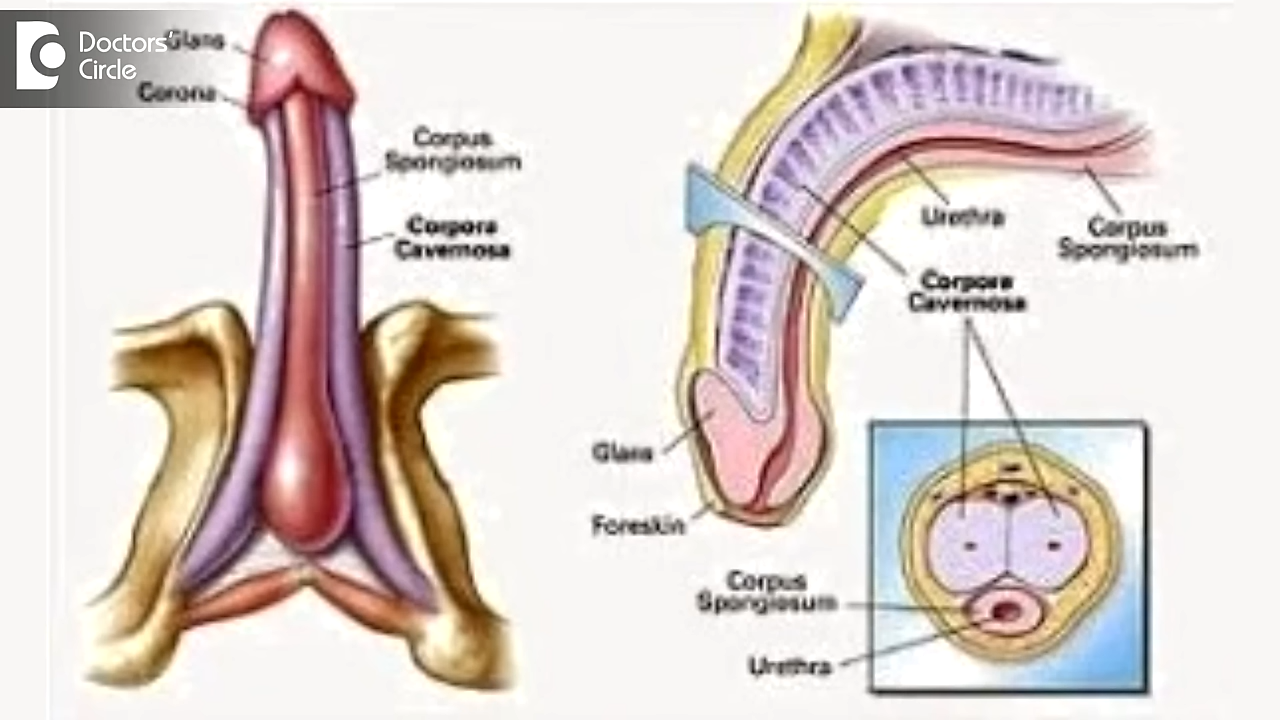 Doctors'
Circle
Glans
Corona
Corpus
Spongiosum
Corpora
Cavernosa
Urethra
Corpus
Spongiosum
Corpora
Cavernosa
Glans
Foreskin
Corpus
Spongiosum
Urethra